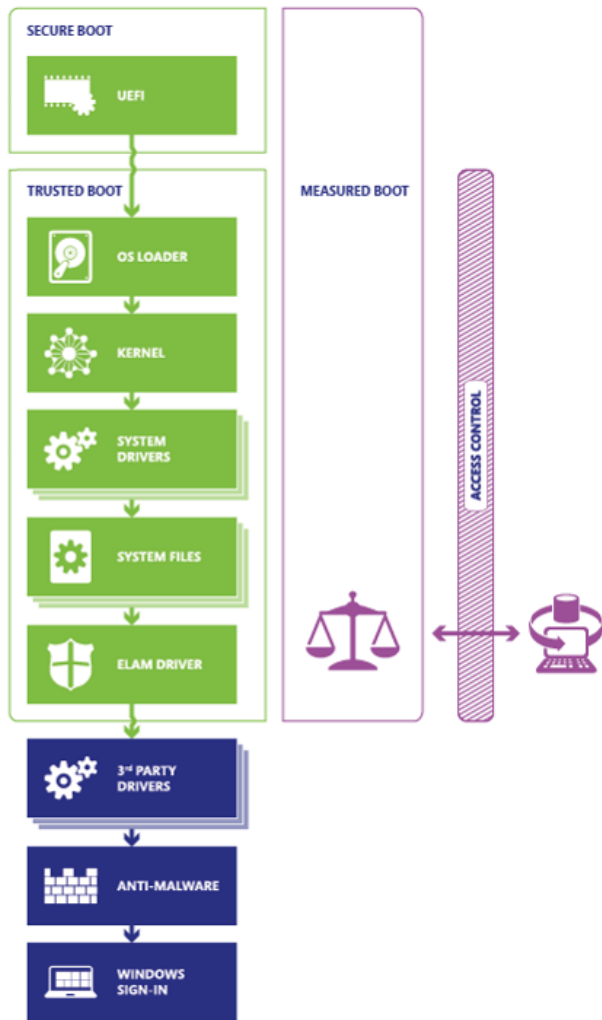 SECURE BOOT
UEFI
TRUSTED BOOT
OS LOADER
KERNEL
SYSTEM
DRIVERS
SYSTEM FILES
ELAM DRIVER
3rd PARTY
DRIVERS
ANTI-MALWARE
WINDOWS
SIGN-IN
MEASURED BOOT
ACCESS CONTROL